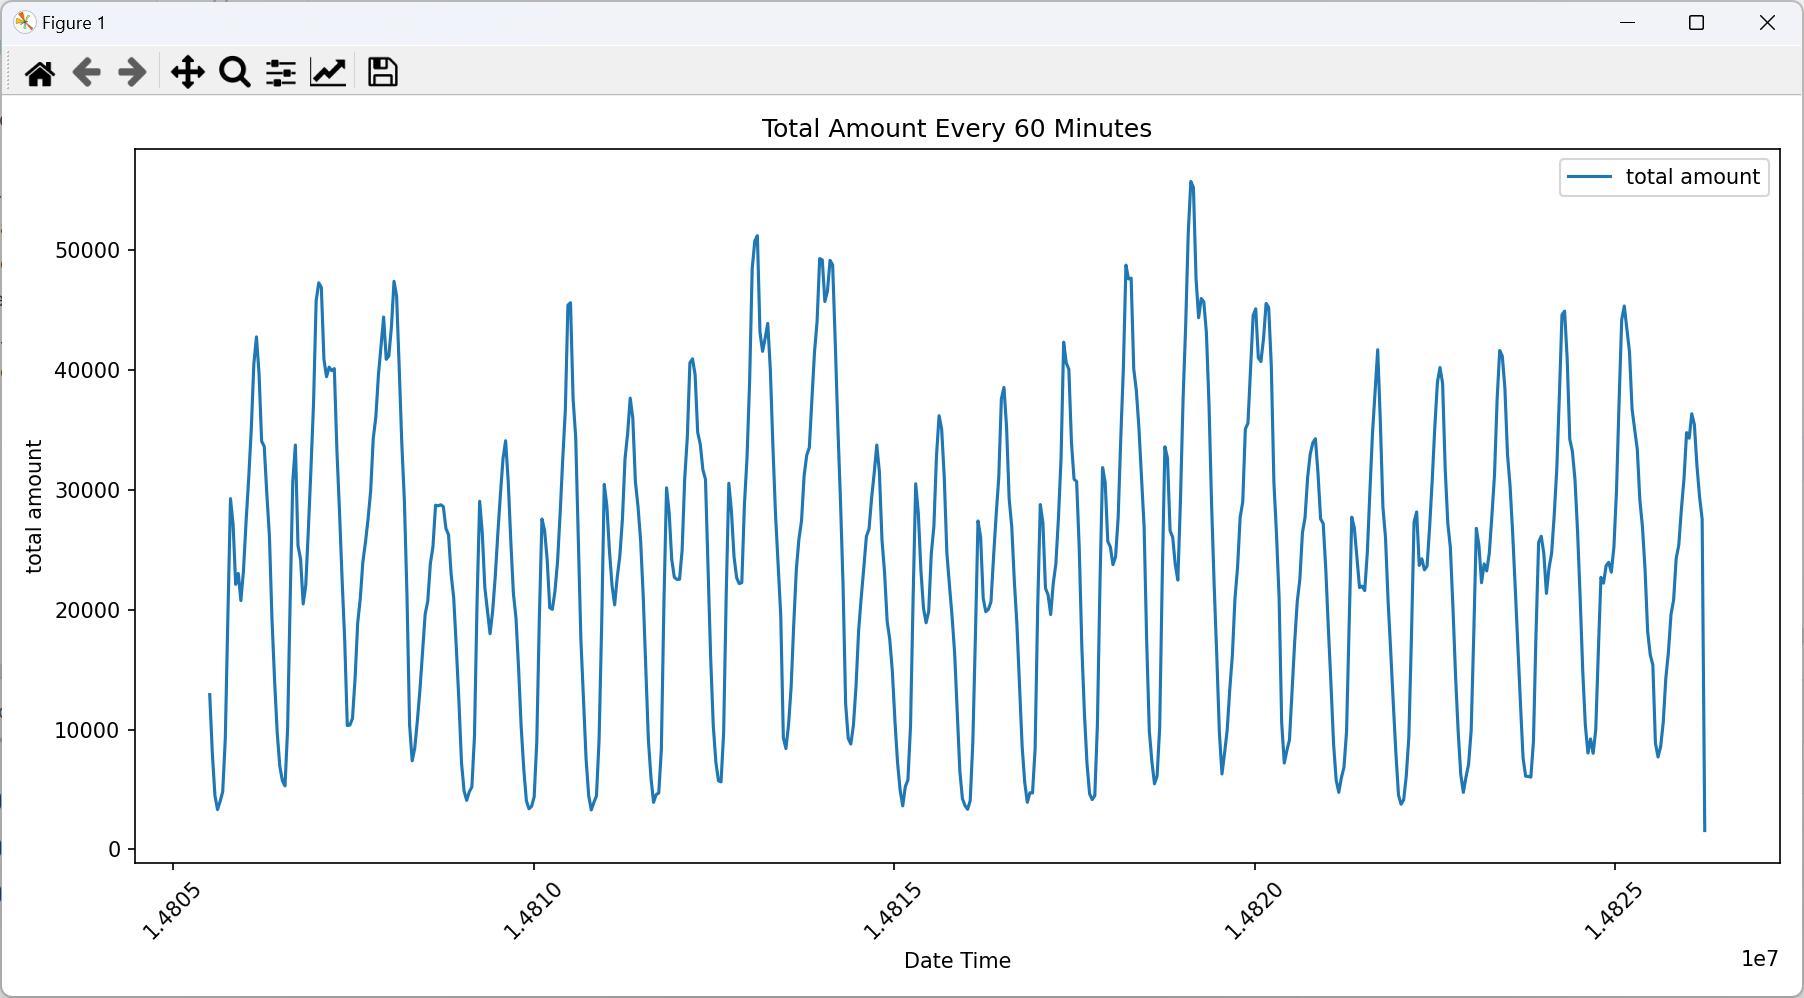 Figure 1
Total Amount Every 60 Minutes
total amount
50000
40000
30000
20000
10000
0
total amount
1.4805
1.4810
1.4815
1.4820
1.4825
Date Time
1e7